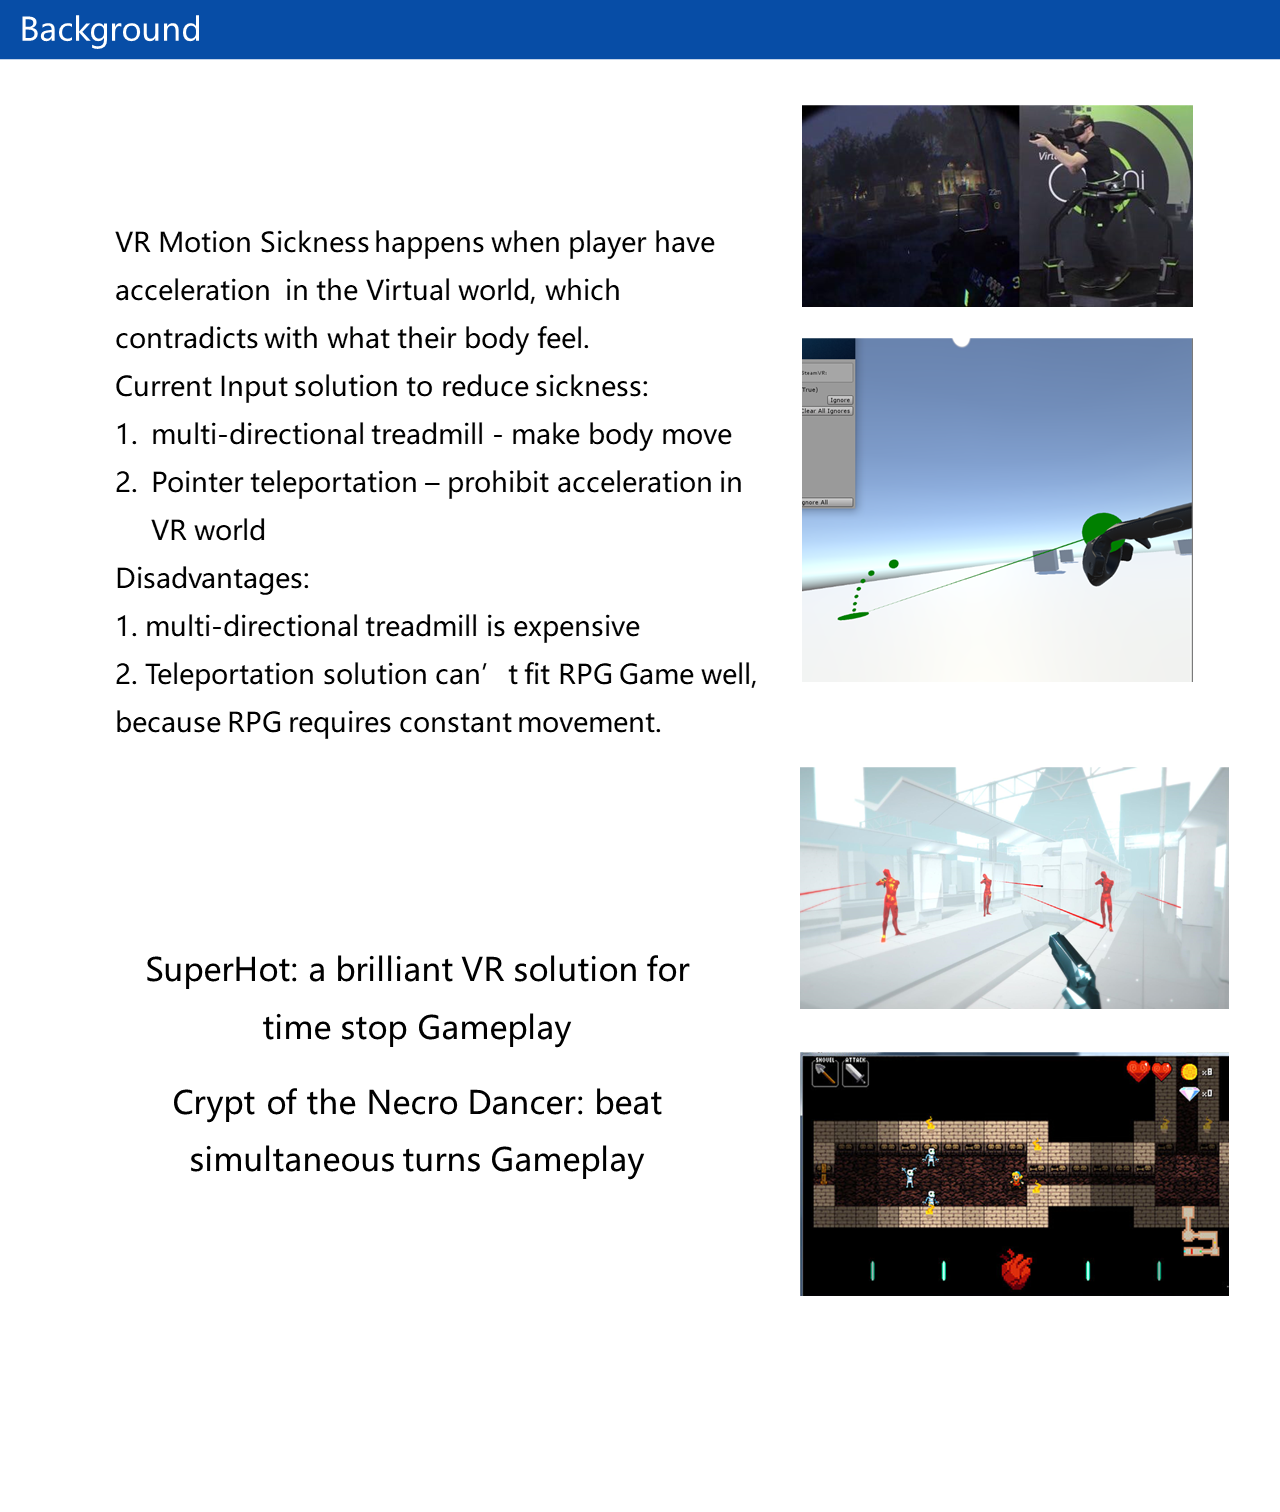 Background
VR Motion Sickness happens when player have
acceleration in the Virtual world, which
contradicts with what their body feel.
Current Input solution to reduce sickness:
1. multi-directional treadmill - make body move
2. Pointer teleportation – prohibit acceleration in
VR world
Disadvantages:
1. multi-directional treadmill is expensive
2. Teleportation solution can’t fit RPG Game well,
because RPG requires constant movement.
SteamVR:
True)
Ignore
Clear All Ignores
gnore All
SuperHot: a brilliant VR solution for
time stop Gameplay
Crypt of the Necro Dancer: beat
simultaneous turns Gameplay
SHOVEL ATTACK
x8
x0